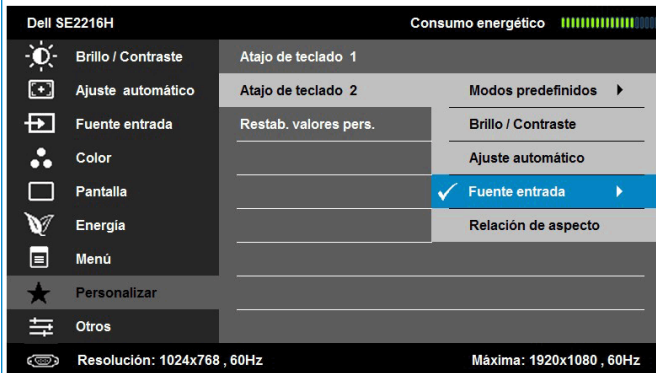 Dell SE2216H Consumo energético
Brillo / Contraste Atajo de teclado 1
Ajuste automático Atajo de teclado 2 Modos predefinidos
Fuente entrada Restab. valores pers. Brillo / Contraste
Color Ajuste automático
Pantalla Fuente entrada
Energía Relación de aspecto
Menú
Personalizar
Otros
Resolución: 1024x768 , 60Hz Máxima: 1920x1080 , 60Hz